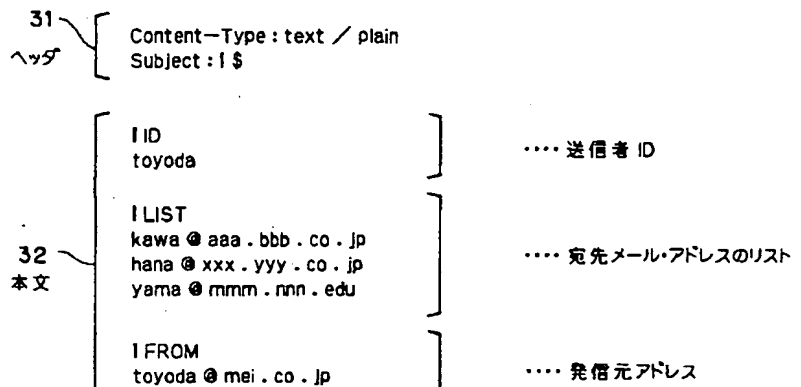 31
ヘッダ
Content-Type : text / plain
Subject : ! $
32
本文
! ID
toyoda
···· 送信者 ID
! LIST
kawa @ aaa . bbb . co . jp
hana @ xxx . yyy . co . jp
yama @ mmm . nnn . edu
···· 宛先メール・アドレスのリスト
! FROM
toyoda @ mei . co . jp
···· 発信元アドレス